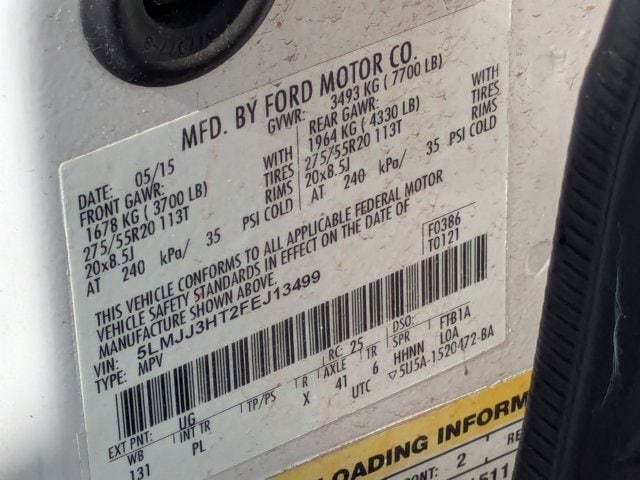 MFD. BY FORD MOTOR CO.
DATE: 05/15 GVWR: 3493 KG ( 7700 LB)
FRONT GAWR: WITH REAR GAWR: WITH
1678 KG ( 3700 LB) TIRES 1964 KG ( 4330 LB) TIRES
275/55R20 113T RIMS 275/55R20 113T RIMS
20x8.5J 20x8.5J
AT 240 kPa/ 35 PSI COLD AT 240 kPa/ 35 PSI COLD
THIS VEHICLE CONFORMS TO ALL APPLICABLE FEDERAL MOTOR
VEHICLE SAFETY STANDARDS IN EFFECT ON THE DATE OF
MANUFACTURE SHOWN ABOVE.
F0386
T0121
VIN: 5LMJJ3HT2FEJ13499
TYPE: MPV
EXT PNT: UG LRC: 25 DSO:
WB INT TR TP/PS R AXLE TR SPR FTB1A
131 PL X 41 6 HHNN LOA
UTC 5U5A-1520472-BA
LOADING INFORM
CONT: 2
511